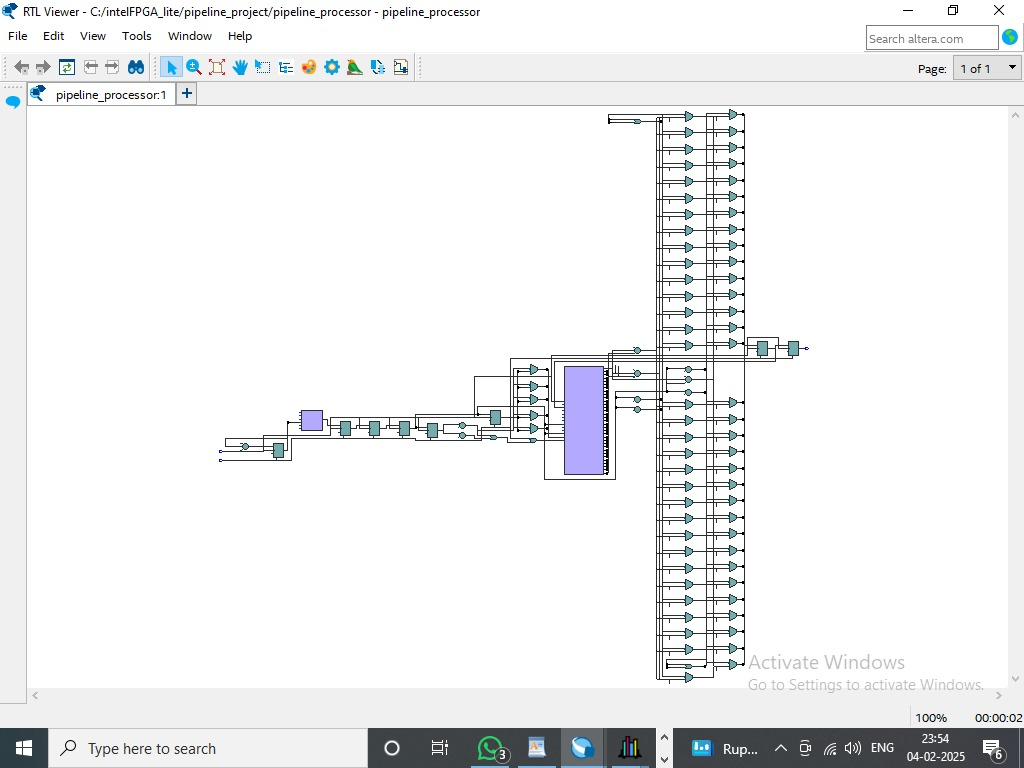 RTL Viewer - C:/intelFPGA_lite/pipeline_project/pipeline_processor - pipeline_processor
File Edit View Tools Window Help
Search altera.com
Page: 1 of 1
pipeline_processor:1
Activate Windows
Go to Settings to activate Windows.
100% 00:00:02
Type here to search
3
Rup...
ENG
23:54
04-02-2025
6